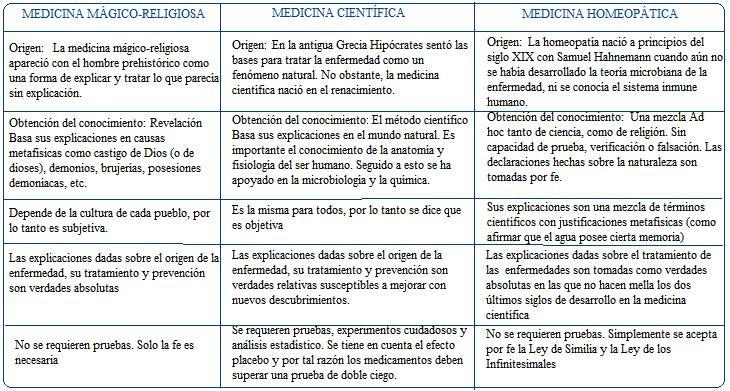 MEDICINA MÁGICO-RELIGIOSA
MEDICINA CIENTÍFICA
MEDICINA HOMEOPÁTICA
Origen: La medicina mágico-religiosa
apareció con el hombre prehistórico como
una forma de explicar y tratar lo que parecía
sin explicación.
Origen: En la antigua Grecia Hipócrates sentó las
bases para tratar la enfermedad como un
fenómeno natural. No obstante, la medicina
científica nació en el renacimiento.
Origen: La homeopatía nació a principios del
siglo XIX con Samuel Hahnemann cuando aún no
se había desarrollado la teoría microbiana de la
enfermedad, ni se conocía el sistema inmune
humano.
Obtención del conocimiento: Revelación
Basa sus explicaciones en causas
metafísicas como castigo de Dios (o de
dioses), demonios, brujerías, posesiones
demoníacas, etc.
Obtención del conocimiento: El método científico
Basa sus explicaciones en el mundo natural. Es
importante el conocimiento de la anatomía y
fisiología del ser humano. Seguido a esto se ha
apoyado en la microbiología y la química.
Obtención del conocimiento: Una mezcla Ad
hoc tanto de ciencia, como de religión. Sin
capacidad de prueba, verificación o falsación. Las
declaraciones hechas sobre la naturaleza son
tomadas por fe.
Depende de la cultura de cada pueblo, por
lo tanto es subjetiva.
Es la misma para todos, por lo tanto se dice que
es objetiva
Sus explicaciones son una mezcla de términos
científicos con justificaciones metafísicas (como
afirmar que el agua posee cierta memoria)
Las explicaciones dadas sobre el origen de la
enfermedad, su tratamiento y prevención
son verdades absolutas
Las explicaciones dadas sobre el origen de la
enfermedad, su tratamiento y prevención son
verdades relativas susceptibles a mejorar con
nuevos descubrimientos.
Las explicaciones dadas sobre el tratamiento de
las enfermedades son tomadas como verdades
absolutas en las que no hacen mella los dos
últimos siglos de desarrollo en la medicina
científica
No se requieren pruebas. Solo la fe es
necesaria
Se requieren pruebas, experimentos cuidadosos y
análisis estadístico. Se tiene en cuenta el efecto
placebo y por tal razón los medicamentos deben
superar una prueba de doble ciego.
No se requieren pruebas. Simplemente se acepta
por fe la Ley de Similia y la Ley de los
Infinitesimales